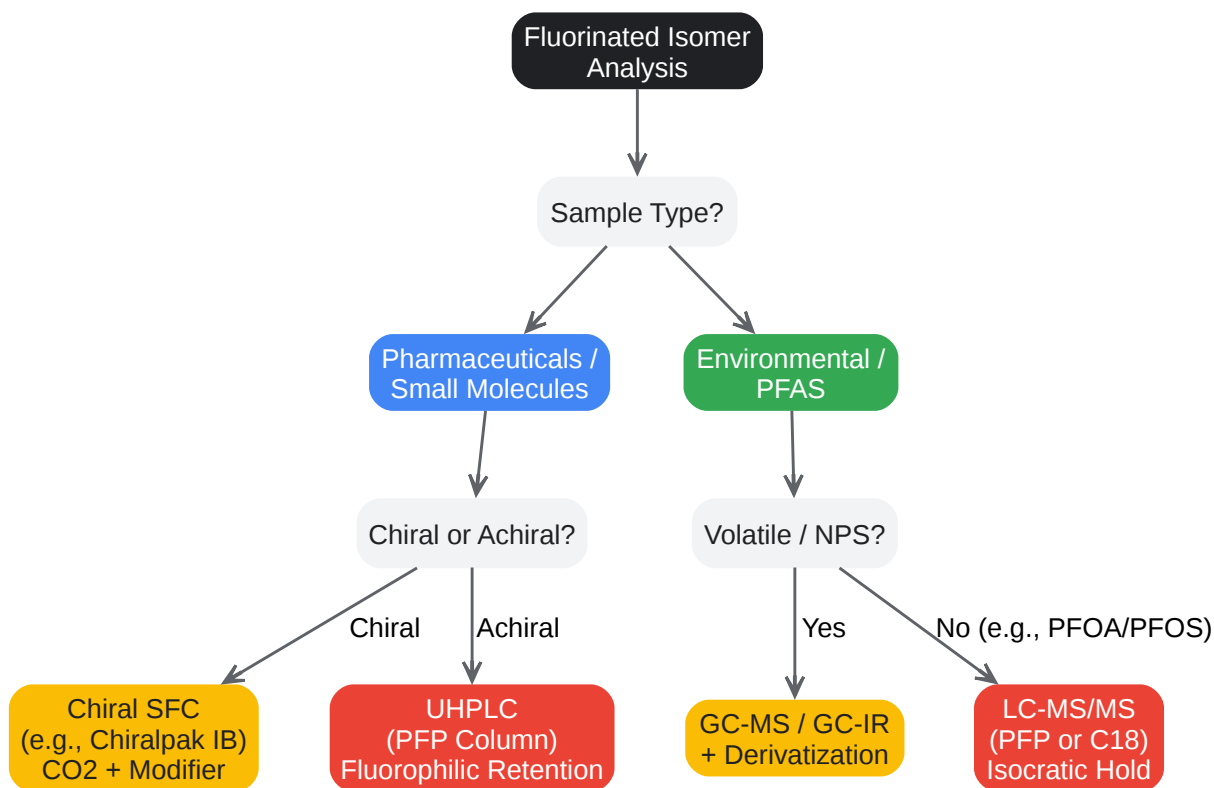 Fluorinated Isomer
Analysis
Sample Type?
Pharmaceuticals /
Small Molecules
Environmental /
PFAS
Chiral or Achiral?
Volatile / NPS?
Chiral
Achiral
Yes
No (e.g., PFOA/PFOS)
Chiral SFC
(e.g., Chiralpak IB)
CO2 + Modifier
UHPLC
(PFP Column)
Fluorophilic Retention
GC-MS / GC-IR
+ Derivatization
LC-MS/MS
(PFP or C18)
Isocratic Hold